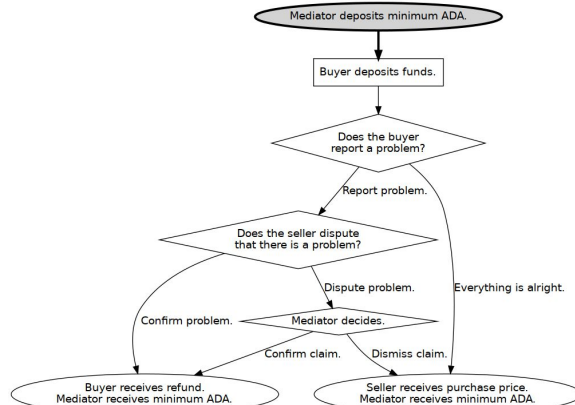 Mediator deposits minimum ADA.
Buyer deposits funds.
Does the buyer
report a problem?
Report problem.
Does the seller dispute
that there is a problem?
Dispute problem.
Everything is alright.
Confirm problem.
Mediator decides.
Confirm claim.
Dismiss claim.
Buyer receives refund.
Mediator receives minimum ADA.
Seller receives purchase price.
Mediator receives minimum ADA.